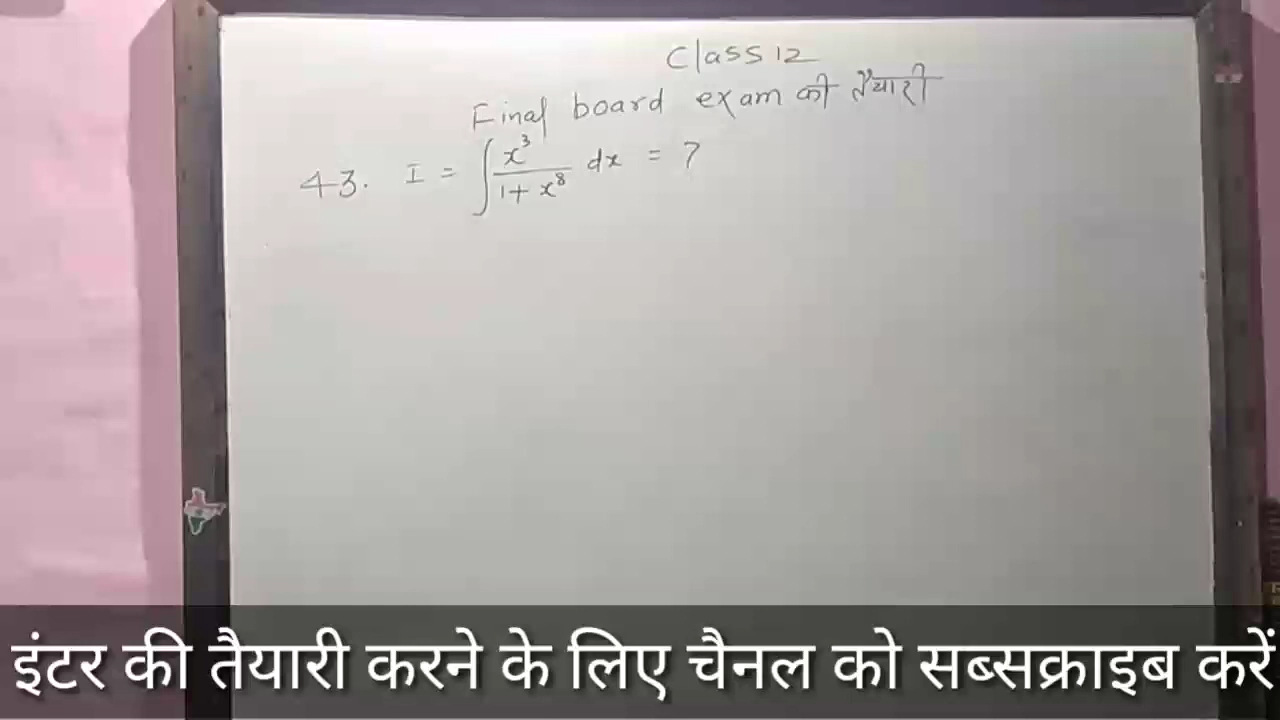 Class 12
Final board exam की तैयारी
43. I = ∫ x³/(1 + x⁸) dx = ?
इंटर की तैयारी करने के लिए चैनल को सब्सक्राइब करें